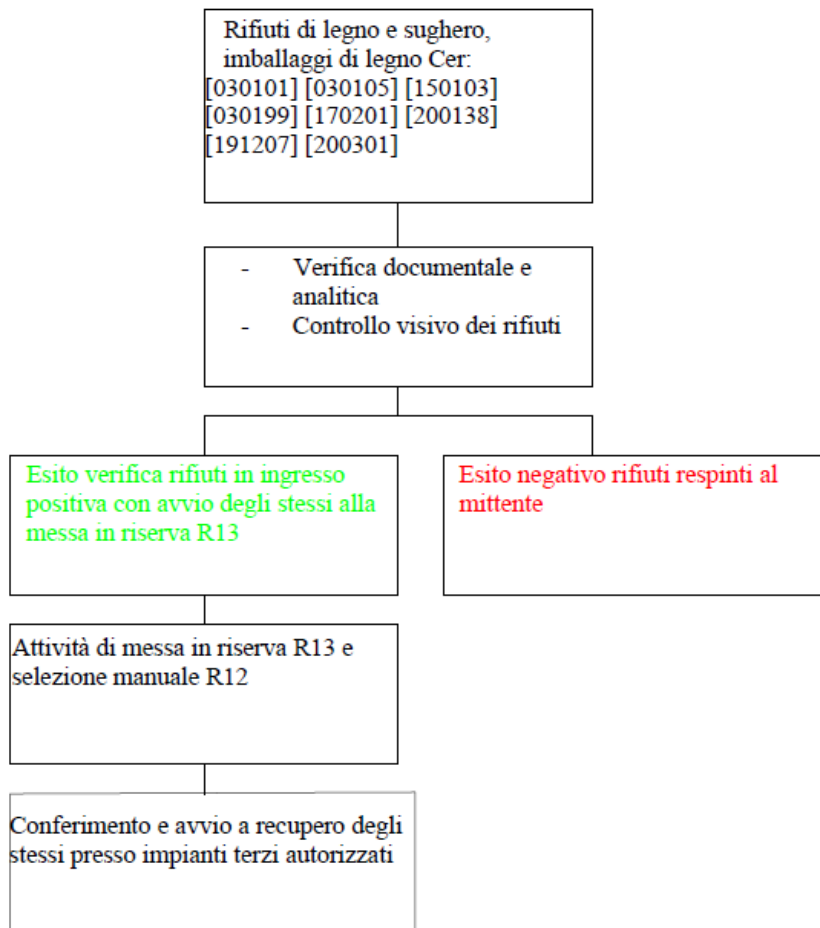 Rifiuti di legno e sughero,
imballaggi di legno Cer:
[030101] [030105] [150103]
[030199] [170201] [200138]
[191207] [200301]
- Verifica documentale e
analitica
- Controllo visivo dei rifiuti
Esito verifica rifiuti in ingresso
positiva con avvio degli stessi alla
messa in riserva R13
Esito negativo rifiuti respinti al
mittente
Attività di messa in riserva R13 e
selezione manuale R12
Conferimento e avvio a recupero degli
stessi presso impianti terzi autorizzati